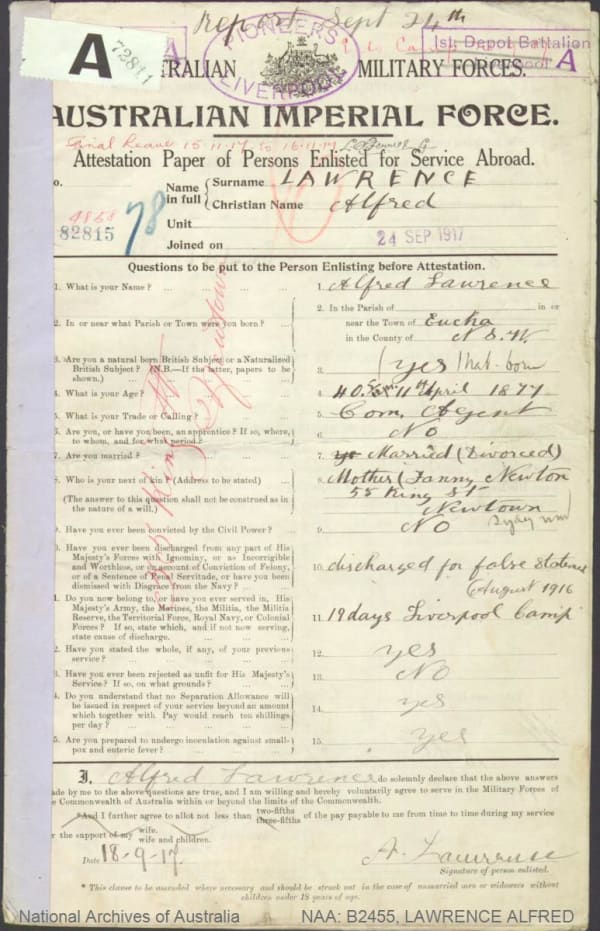 report Sept 24th
A
72811
A
PIONEERS
LIVERPOOL
1st. Depot Battalion
A
TRALIAN MILITARY FORCES.
AUSTRALIAN IMPERIAL FORCE.
Final Leave 15.11.17 to 16.11.17
Attestation Paper of Persons Enlisted for Service Abroad.
o.
Name in full
Surname LAWRENCE
Christian Name Alfred
82815
78
Unit
Joined on 24 SEP 1917
Questions to be put to the Person Enlisting before Attestation.
1. What is your Name? ... 1. Alfred Lawrence
2. In or near what Parish or Town were you born? ... 2. In the Parish of in or
near the Town of Eucha
in the County of N S. W.
3. Are you a natural born British Subject or a Naturalized
British Subject? (N.B.—If the latter, papers to be
shown.) ... 3. (yes) Nat. born
4. What is your Age? ... 4. 40. 11th April 1877
5. What is your Trade or Calling? ... 5. Com. Agent
6. Are you, or have you been, an apprentice? If so, where,
to whom, and for what period? 6. NO
7. Are you married? ... 7. Married (Divorced)
8. Who is your next of kin? (Address to be stated) ... 8. Mother (Fanny Newton
(The answer to this question shall not be construed as in
the nature of a will.) 55 King St
Newtown
9. Have you ever been convicted by the Civil Power? 9. NO
0. Have you ever been discharged from any part of His
Majesty's Forces with Ignominy, or as Incorrigible
and Worthless, or on account of Conviction of Felony,
or of a Sentence of Penal Servitude, or have you been
dismissed with Disgrace from the Navy? ... 10. discharged for false statement
(August 1916
1. Do you now belong to, or have you ever served in, His
Majesty's Army, the Marines, the Militia, the Militia
Reserve, the Territorial Force, Royal Navy, or Colonial
Forces? If so, state which, and if not now serving,
state cause of discharge. ... 11. 19 days Liverpool Camp
2. Have you stated the whole, if any, of your previous
service? ... 12. yes
3. Have you ever been rejected as unfit for His Majesty's
Service? If so, on what grounds? ... 13. NO
4. Do you understand that no Separation Allowance will
be issued in respect of your service beyond an amount
which together with Pay would reach ten shillings
per day? ... 14. yes
5. Are you prepared to undergo inoculation against small-
pox and enteric fever? ... 15. yes
I, Alfred Lawrence do solemnly declare that the above answers
ade by me to the above questions are true, and I am willing and hereby voluntarily agree to serve in the Military Forces of
e Commonwealth of Australia within or beyond the limits of the Commonwealth.
*And I further agree to allot not less than two-fifths three-fifths of the pay payable to me from time to time during my service
r the support of my wife.
wife and children.
Date 18-9-17.
A. Lawrence
Signature of person enlisted.
* This clause to be amended where necessary and should be struck out in the case of unmarried men or widowers without
children under 18 years of age.
National Archives of Australia
NAA: B2455, LAWRENCE ALFRED